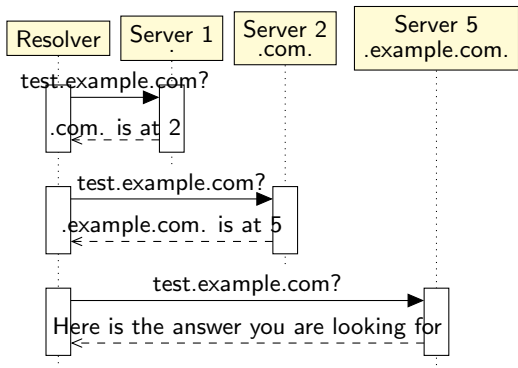 Resolver
Server 1
.
Server 2
.com.
Server 5
.example.com.
test.example.com?
.com. is at 2
test.example.com?
.example.com. is at 5
test.example.com?
Here is the answer you are looking for